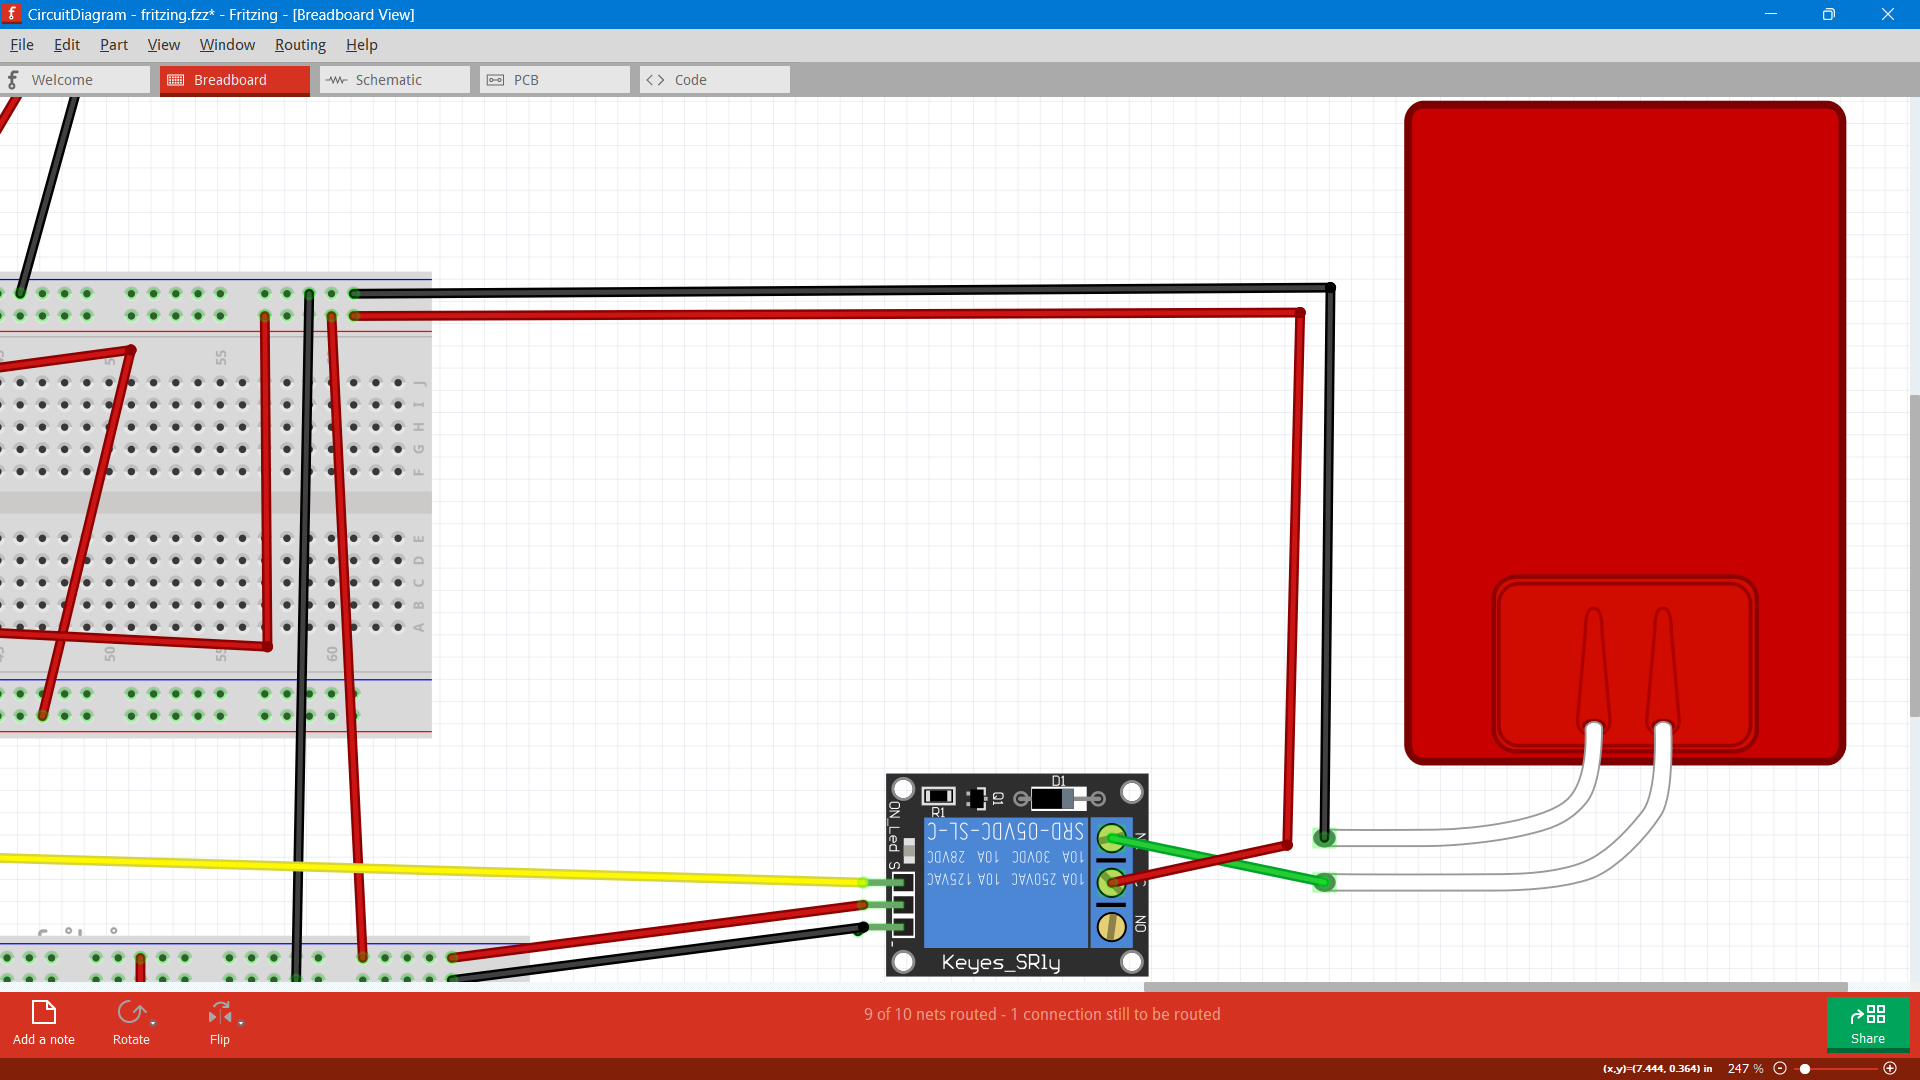 CircuitDiagram - fritzing.fzz* - Fritzing - [Breadboard View]
File Edit Part View Window Routing Help
Welcome Breadboard Schematic PCB Code
55
J
I
H
G
F
E
D
C
B
A
50 55 60
D1
R1
Q1
ON_Led
S
SRD-05VDC-SL-C
10A 30VDC 10A 28VDC
10A 250VAC 10A 125VAC
NO
-
Keyes_SRly
9 of 10 nets routed - 1 connection still to be routed
Add a note Rotate Flip Share
(x,y)=(7.444, 0.364) in 247 %